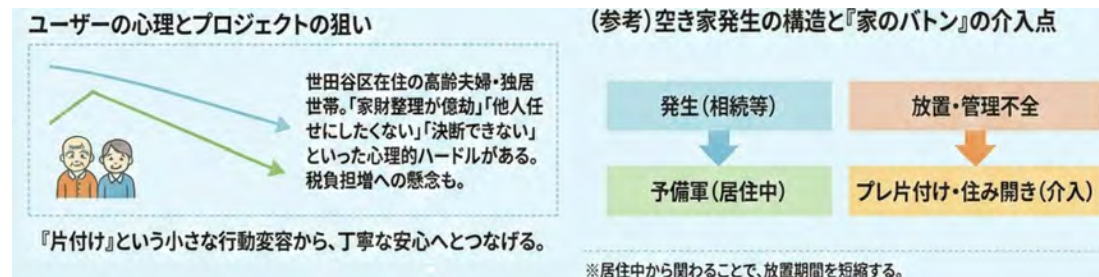 ユーザーの心理とプロジェクトの狙い
世田谷区在住の高齢夫婦・独居
世帯。「家財整理が億劫」「他人任
せにしたくない」「決断できない」
といった心理的ハードルがある。
税負担増への懸念も。
『片付け』という小さな行動変容から、丁寧な安心へとつなげる。
（参考）空き家発生の構造と『家のバトン』の介入点
発生（相続等）
放置・管理不全
予備軍（居住中）
プレ片付け・住み開き（介入）
※居住中から関わることで、放置期間を短縮する。